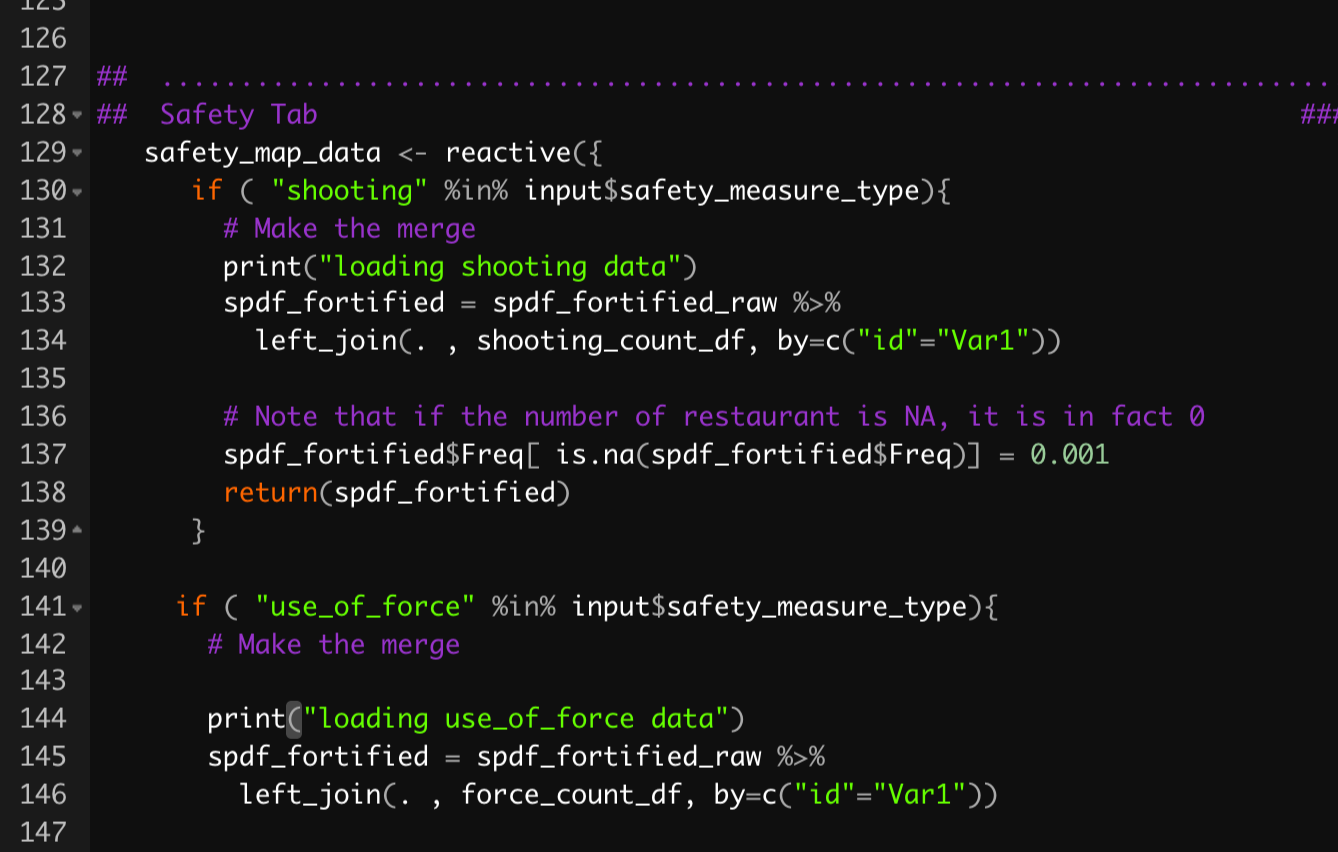 126
127 ## ..........................................................................
128 ## Safety Tab ###
129 safety_map_data <- reactive({
130 if ( "shooting" %in% input$safety_measure_type){
131 # Make the merge
132 print("loading shooting data")
133 spdf_fortified = spdf_fortified_raw %>%
134 left_join(. , shooting_count_df, by=c("id"="Var1"))
135
136 # Note that if the number of restaurant is NA, it is in fact 0
137 spdf_fortified$Freq[ is.na(spdf_fortified$Freq)] = 0.001
138 return(spdf_fortified)
139 }
140
141 if ( "use_of_force" %in% input$safety_measure_type){
142 # Make the merge
143
144 print("loading use_of_force data")
145 spdf_fortified = spdf_fortified_raw %>%
146 left_join(. , force_count_df, by=c("id"="Var1"))
147